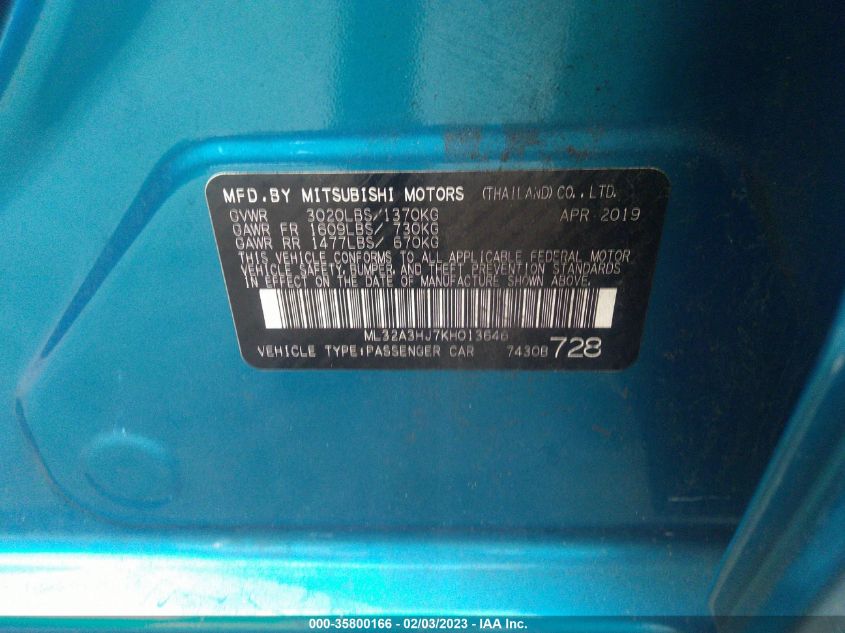 MFD.BY MITSUBISHI MOTORS (THAILAND) CO., LTD.
GVWR 3020LBS/1370KG APR 2019
GAWR FR 1609LBS/ 730KG
GAWR RR 1477LBS/ 670KG
THIS VEHICLE CONFORMS TO ALL APPLICABLE FEDERAL MOTOR
VEHICLE SAFETY, BUMPER, AND THEFT PREVENTION STANDARDS
IN EFFECT ON THE DATE OF MANUFACTURE SHOWN ABOVE.
ML32A3HJ7KH013646
VEHICLE TYPE:PASSENGER CAR 7430B 728
000-35800166 - 02/03/2023 - IAA Inc.